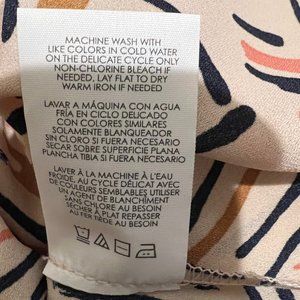 MACHINE WASH WITH
LIKE COLORS IN COLD WATER
ON THE DELICATE CYCLE ONLY
NON-CHLORINE BLEACH IF
NEEDED, LAY FLAT TO DRY
WARM IRON IF NEEDED
LAVAR A MÁQUINA CON AGUA
FRÍA EN CICLO DELICADO
CON COLORES SIMILARES
SOLAMENTE BLANQUEADOR
SIN CLORO SI FUERA NECESARIO
SECAR SOBRE SUPERFICIE PLANA
PLANCHA TIBIA SI FUERA NECESARIO
LAVER À LA MACHINE À L'EAU
FROIDE, AU CYCLE DÉLICAT AVEC
DE COULEURS SEMBLABLES UTILISER
UN AGENT DE BLANCHIMENT
SANS CHLORE AU BESOIN
SÉCHER À PLAT REPASSER
AU FER TIÈDE AU BESOIN